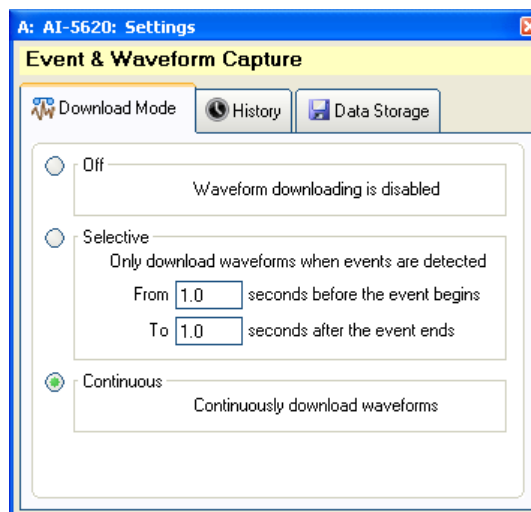 A: AI-5620: Settings
Event & Waveform Capture
Download Mode
History
Data Storage
Off
Waveform downloading is disabled
Selective
Only download waveforms when events are detected
From 1.0 seconds before the event begins
To 1.0 seconds after the event ends
Continuous
Continuously download waveforms